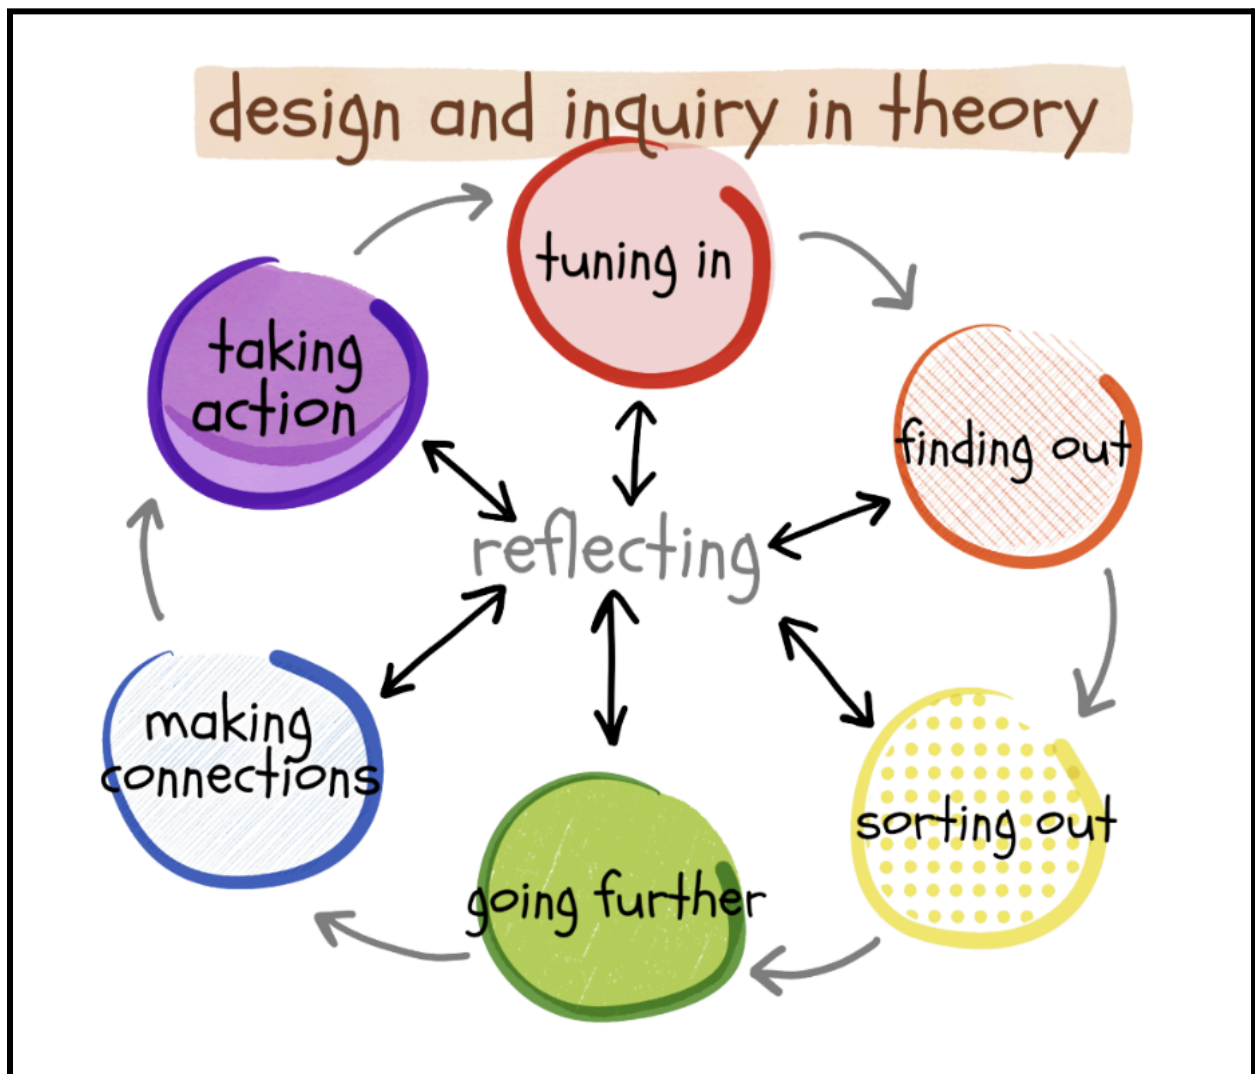 design and inquiry in theory
tuning in
finding out
sorting out
going further
making
connections
taking
action
reflecting